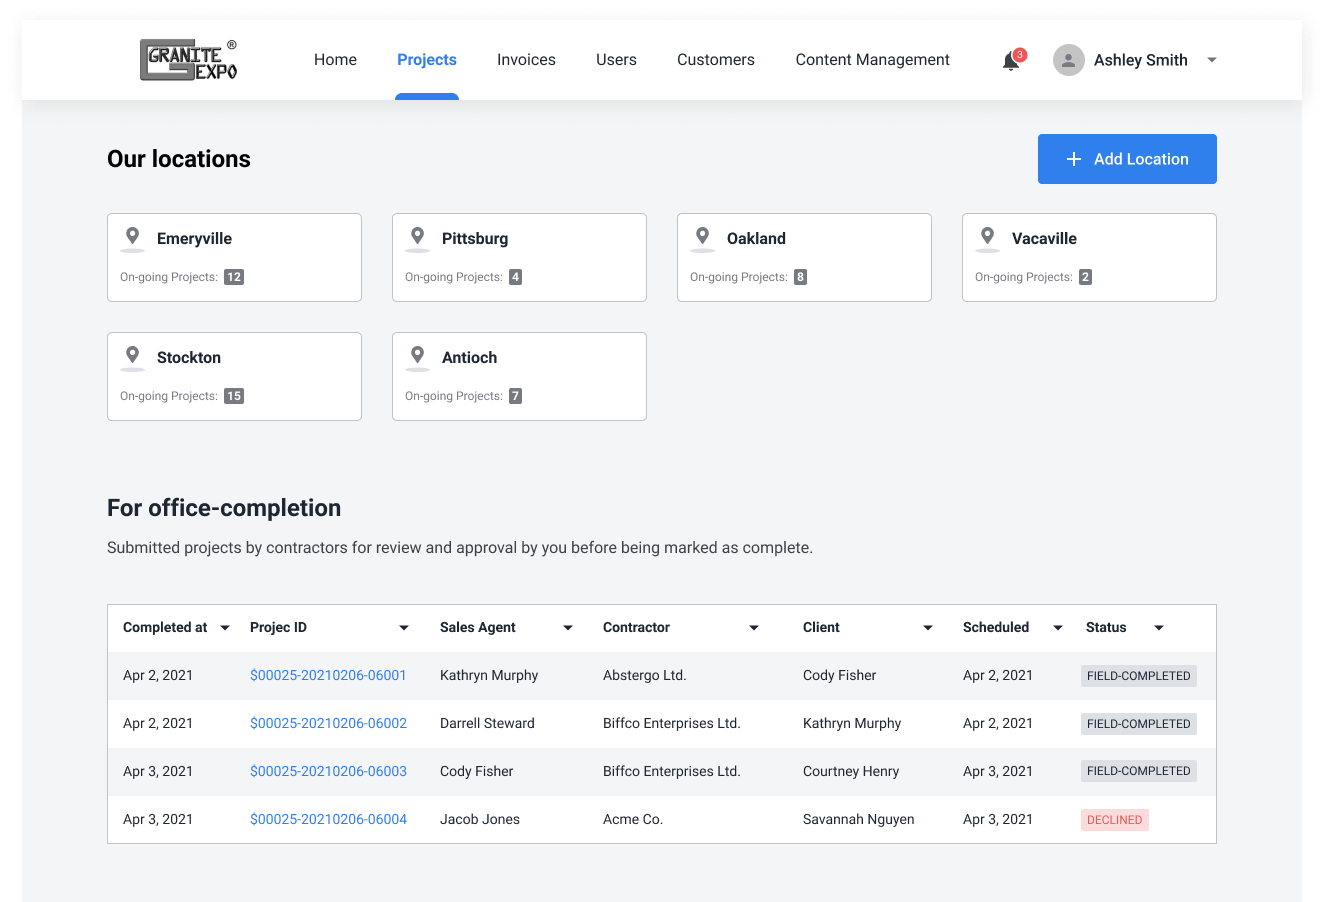 GRANITE EXPO ®
Home Projects Invoices Users Customers Content Management 3 Ashley Smith
Our locations
+ Add Location
Emeryville Pittsburg Oakland Vacaville
On-going Projects: 12 On-going Projects: 4 On-going Projects: 8 On-going Projects: 2
Stockton Antioch
On-going Projects: 15 On-going Projects: 7
For office-completion
Submitted projects by contractors for review and approval by you before being marked as complete.
Completed at Projec ID Sales Agent Contractor Client Scheduled Status
Apr 2, 2021 $00025-20210206-06001 Kathryn Murphy Abstergo Ltd. Cody Fisher Apr 2, 2021 FIELD-COMPLETED
Apr 2, 2021 $00025-20210206-06002 Darrell Steward Biffco Enterprises Ltd. Kathryn Murphy Apr 2, 2021 FIELD-COMPLETED
Apr 3, 2021 $00025-20210206-06003 Cody Fisher Biffco Enterprises Ltd. Courtney Henry Apr 3, 2021 FIELD-COMPLETED
Apr 3, 2021 $00025-20210206-06004 Jacob Jones Acme Co. Savannah Nguyen Apr 3, 2021 DECLINED